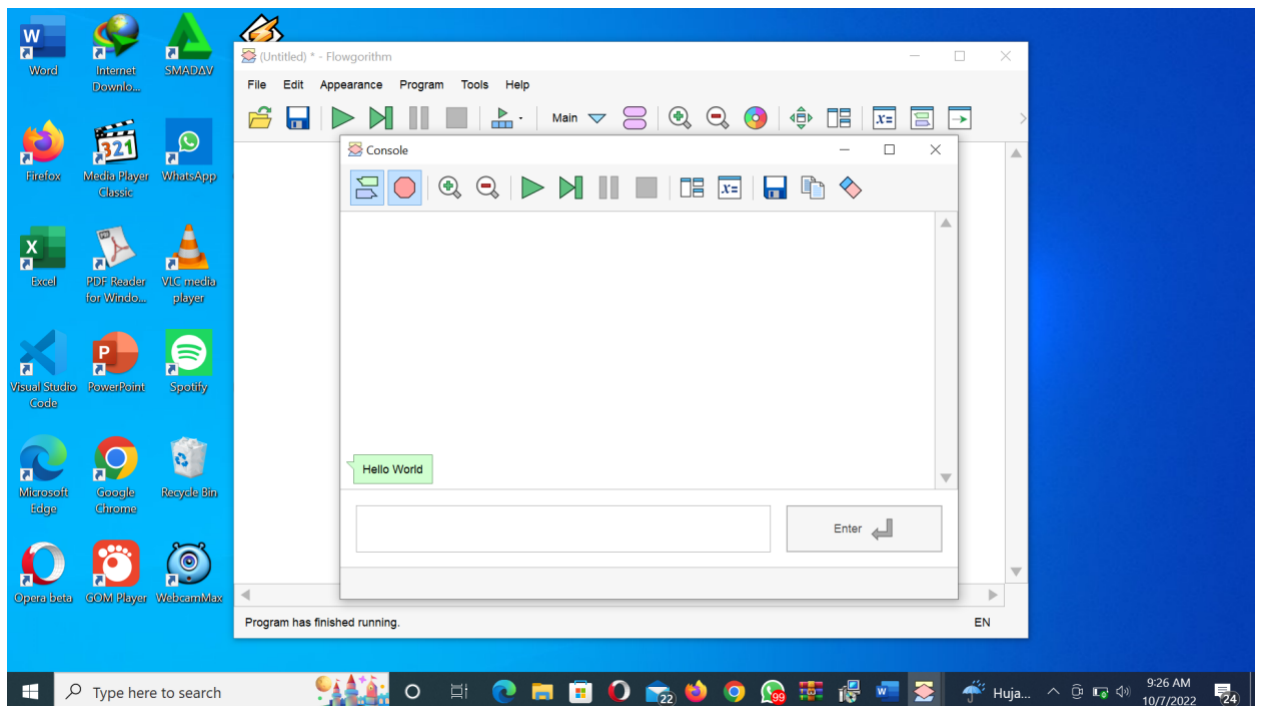 Word
Internet
Downlo...
SMADΔV
Firefox
Media Player
Classic
WhatsApp
Excel
PDF Reader
for Windo...
VLC media
player
Visual Studio
Code
PowerPoint
Spotify
Microsoft
Edge
Google
Chrome
Recycle Bin
Opera beta
GOM Player
WebcamMax
(Untitled) * - Flowgorithm
File Edit Appearance Program Tools Help
Main
x=
Console
x=
Hello World
Enter
Program has finished running.
EN
Type here to search
22
99
Huja...
9:26 AM
10/7/2022
24